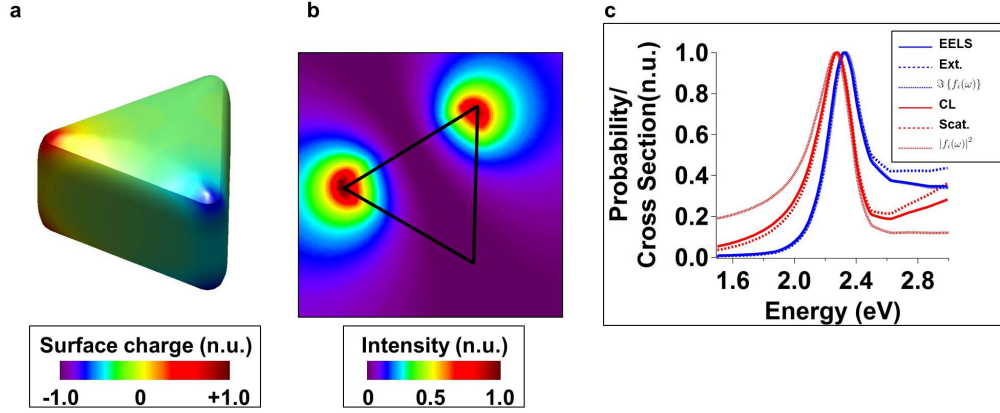 a
b
c
Surface charge (n.u.)
-1.0 0 +1.0
Intensity (n.u.)
0 0.5 1.0
Probability/
Cross Section(n.u.)
1.0
0.8
0.6
0.4
0.2
0.0
1.6 2.0 2.4 2.8
Energy (eV)
EELS
Ext.
ℑ{fᵢ(ω)}
CL
Scat.
|fᵢ(ω)|²